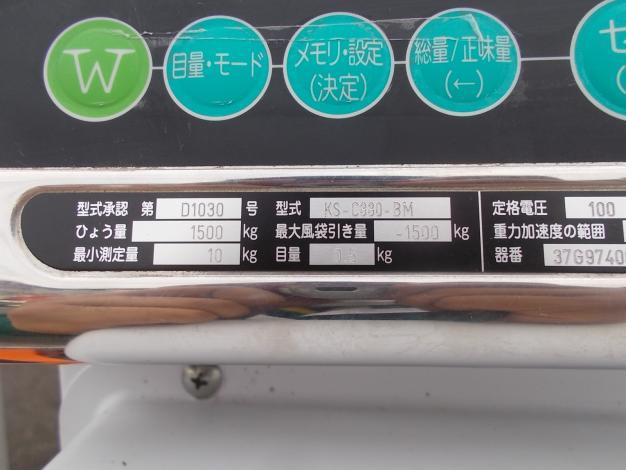 W
目量・モード
メモリ・設定
(決定)
総量/正味量
(←)
型式承認 第 D1030 号 型式 KS-C880-BM 定格電圧 100
ひょう量 1500 kg 最大風袋引き量 -1500 kg 重力加速度の範囲
最小測定量 10 kg 目量 kg 器番 37G9740